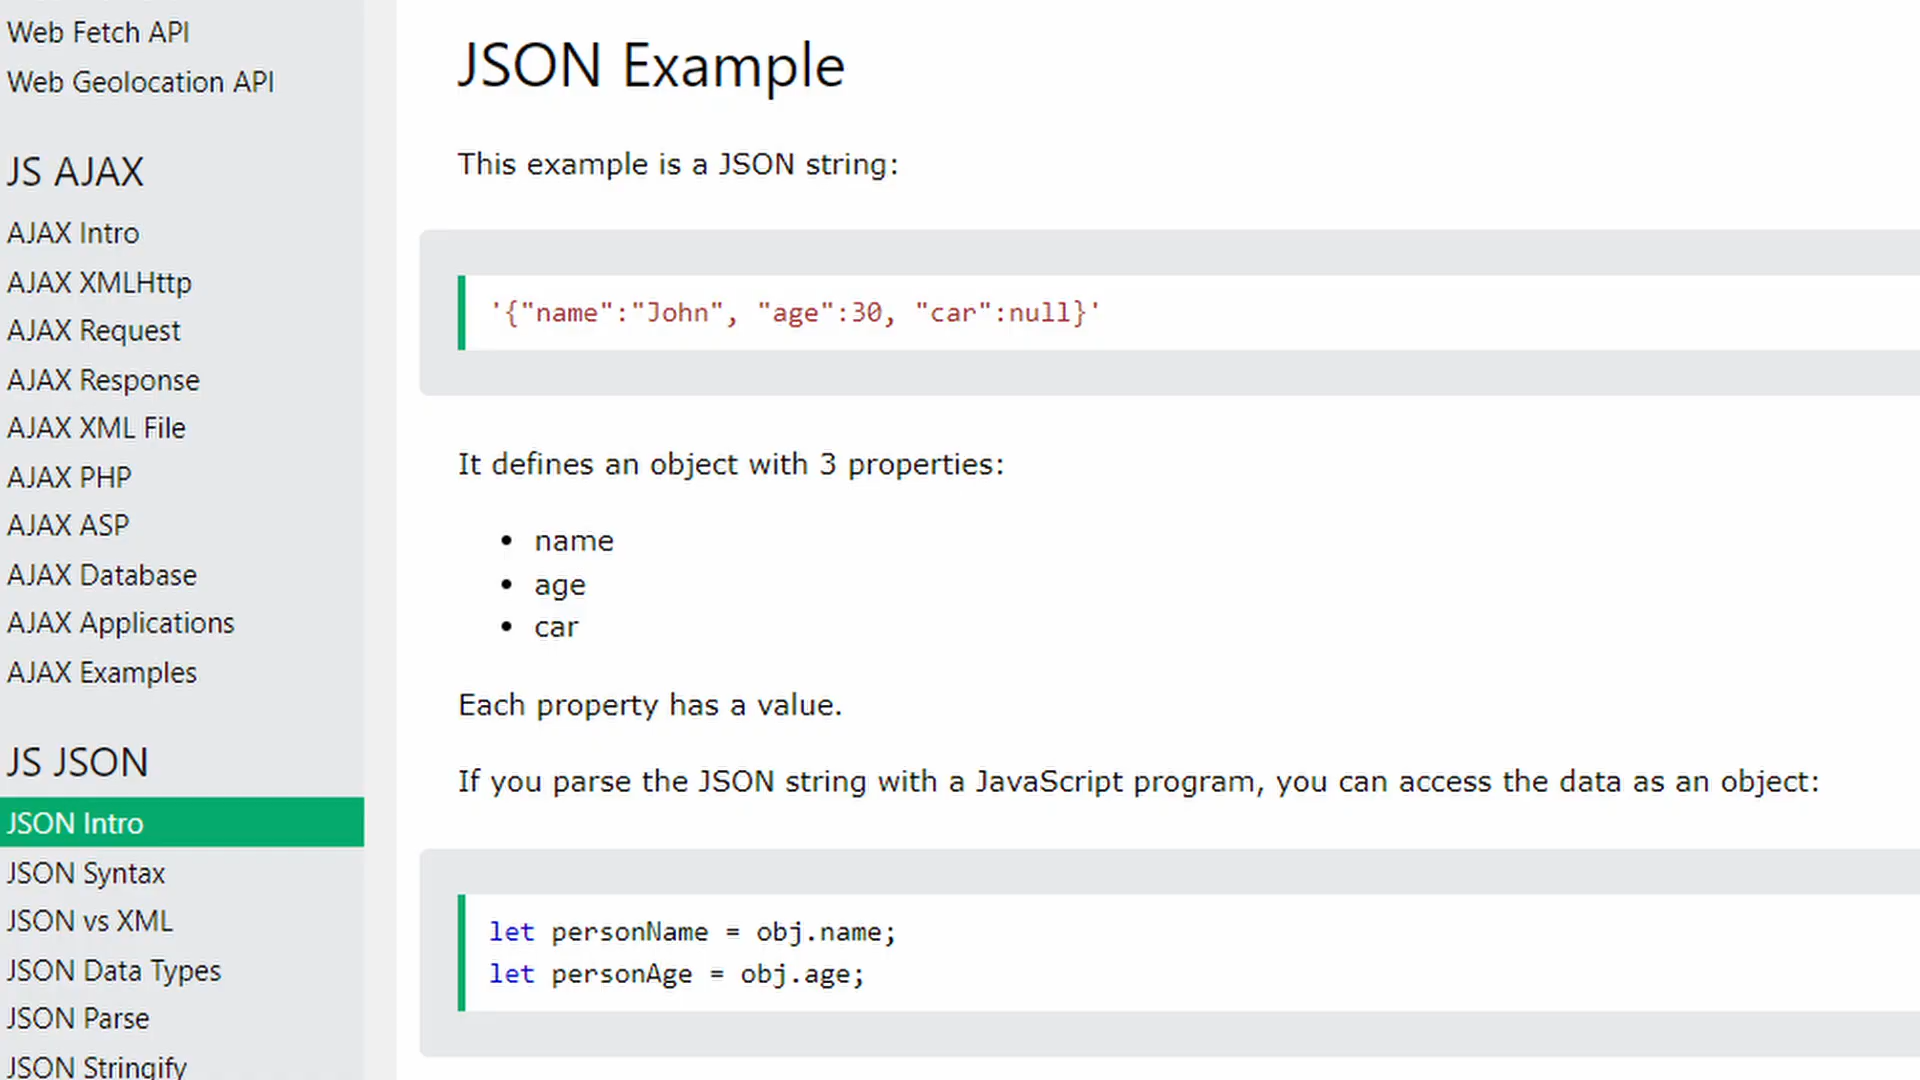 Web Fetch API
Web Geolocation API
JS AJAX
AJAX Intro
AJAX XMLHttp
AJAX Request
AJAX Response
AJAX XML File
AJAX PHP
AJAX ASP
AJAX Database
AJAX Applications
AJAX Examples
JS JSON
JSON Intro
JSON Syntax
JSON vs XML
JSON Data Types
JSON Parse
JSON Stringify
JSON Example
This example is a JSON string:
'{"name":"John", "age":30, "car":null}'
It defines an object with 3 properties:
• name
• age
• car
Each property has a value.
If you parse the JSON string with a JavaScript program, you can access the data as an object:
let personName = obj.name;
let personAge = obj.age;